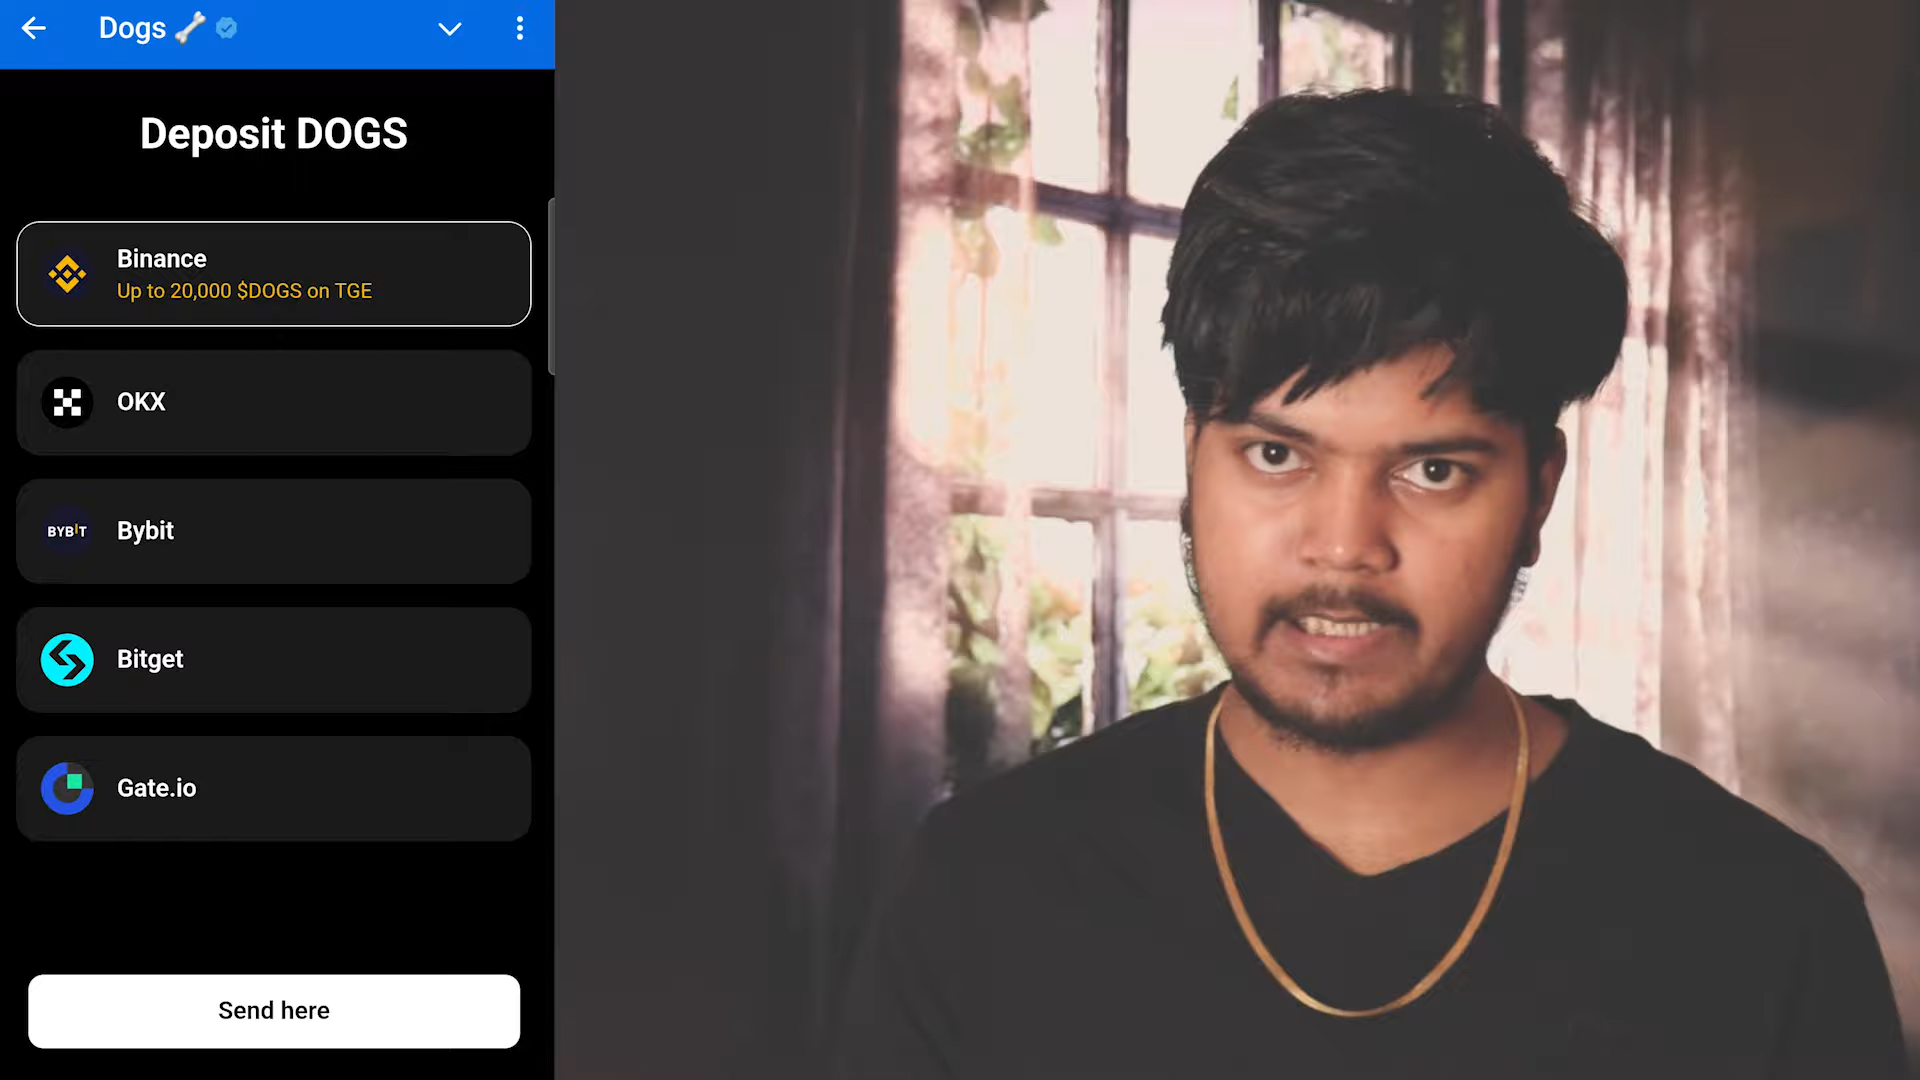 Dogs
Deposit DOGS
Binance
Up to 20,000 $DOGS on TGE
OKX
BYBIT Bybit
Bitget
Gate.io
Send here